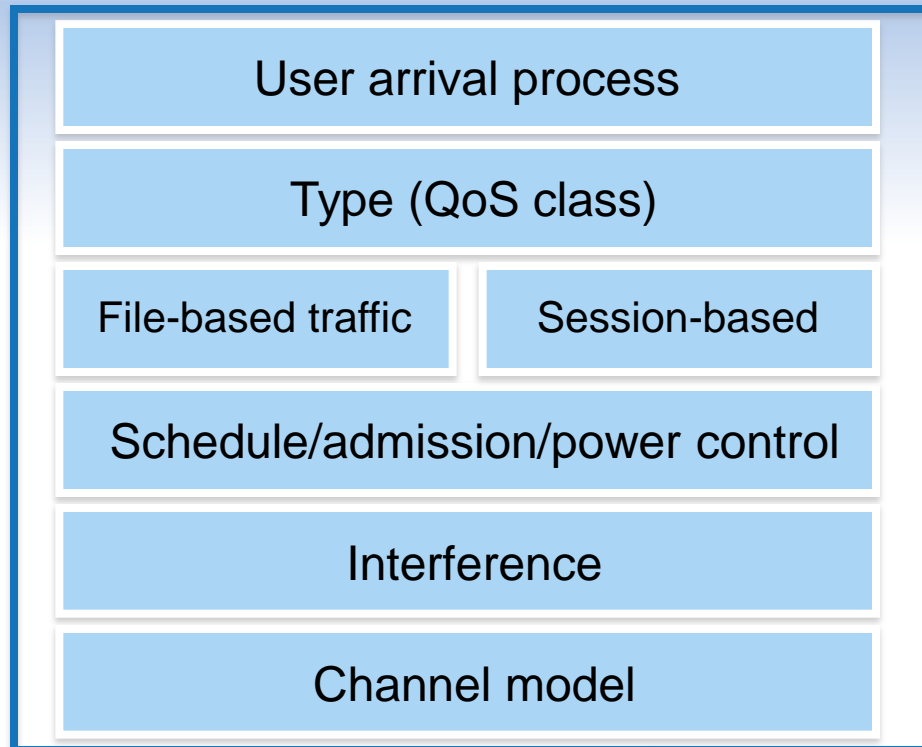 User arrival process
Type (QoS class)
File-based traffic
Session-based
Schedule/admission/power control
Interference
Channel model